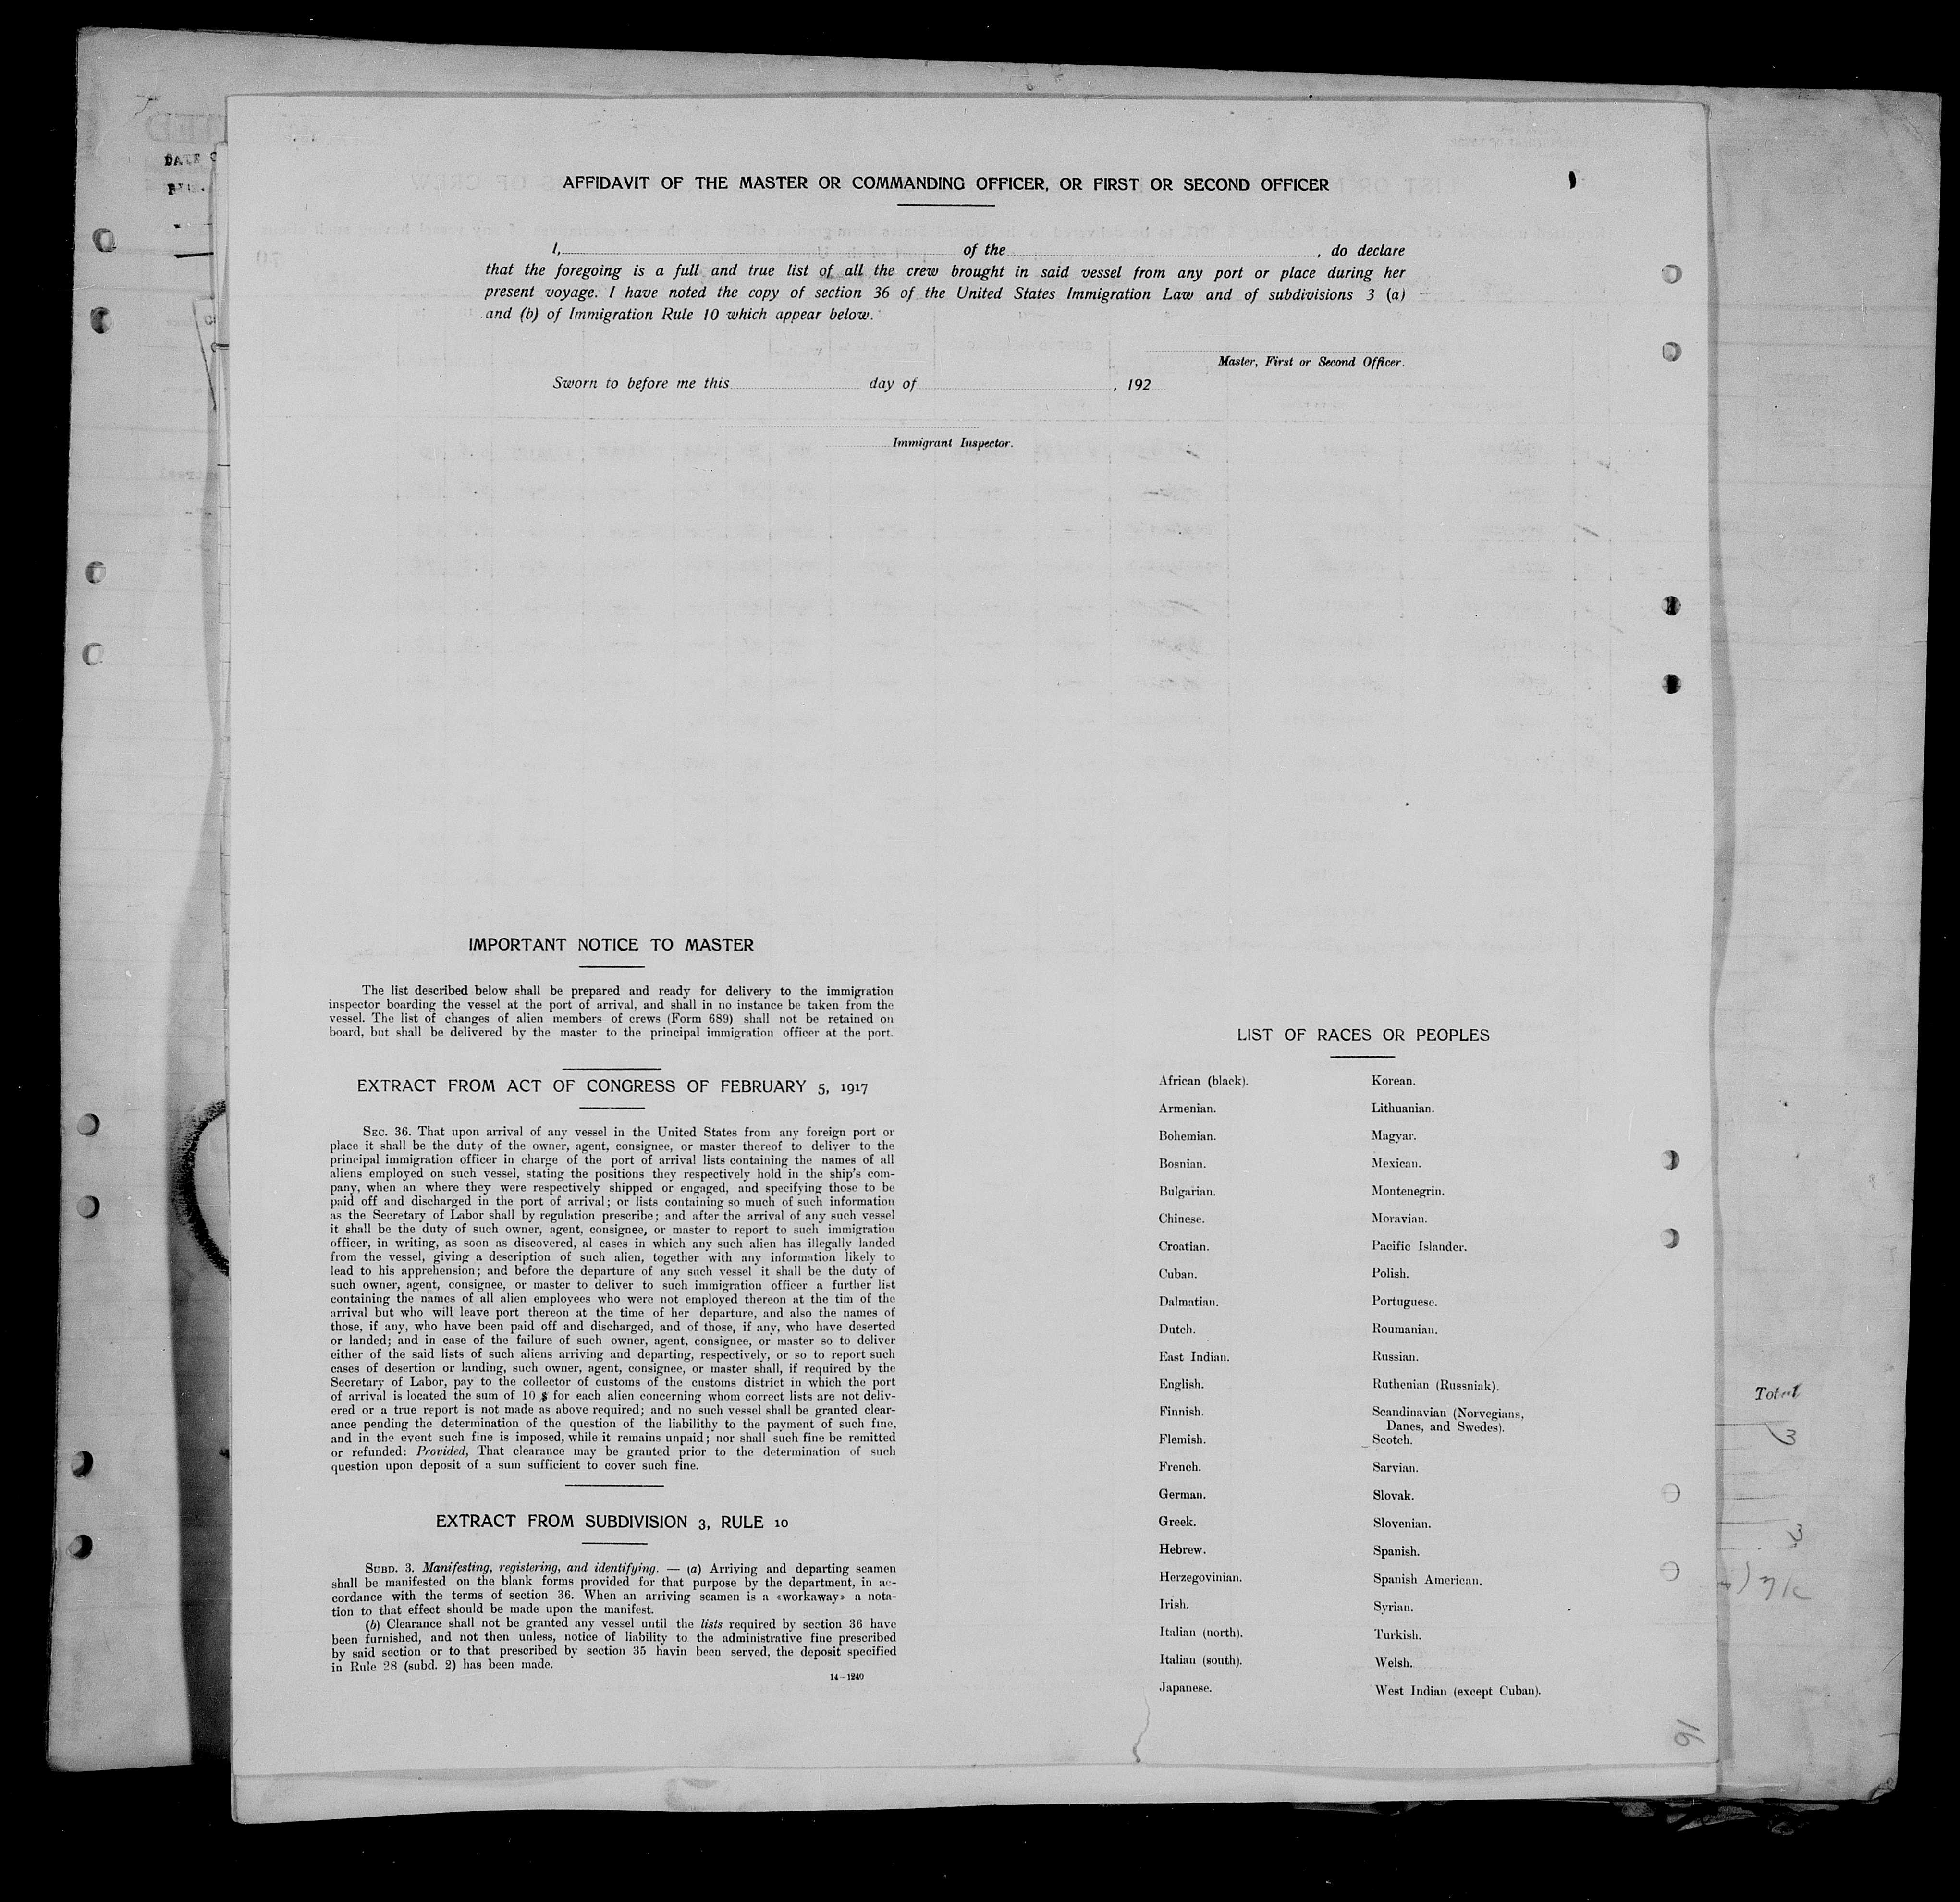 DATE
AFFIDAVIT OF THE MASTER OR COMMANDING OFFICER, OR FIRST OR SECOND OFFICER
I, of the , do declare
that the foregoing is a full and true list of all the crew brought in said vessel from any port or place during her
present voyage. I have noted the copy of section 36 of the United States Immigration Law and of subdivisions 3 (a)
and (b) of Immigration Rule 10 which appear below.
Master, First or Second Officer.
Sworn to before me this day of , 192
Immigrant Inspector.
IMPORTANT NOTICE TO MASTER
The list described below shall be prepared and ready for delivery to the immigration
inspector boarding the vessel at the port of arrival, and shall in no instance be taken from the
vessel. The list of changes of alien members of crews (Form 689) shall not be retained on
board, but shall be delivered by the master to the principal immigration officer at the port.
EXTRACT FROM ACT OF CONGRESS OF FEBRUARY 5, 1917
SEC. 36. That upon arrival of any vessel in the United States from any foreign port or
place it shall be the duty of the owner, agent, consignee, or master thereof to deliver to the
principal immigration officer in charge of the port of arrival lists containing the names of all
aliens employed on such vessel, stating the positions they respectively hold in the ship's com-
pany, when an where they were respectively shipped or engaged, and specifying those to be
paid off and discharged in the port of arrival; or lists containing so much of such information
as the Secretary of Labor shall by regulation prescribe; and after the arrival of any such vessel
it shall be the duty of such owner, agent, consignee, or master to report to such immigration
officer, in writing, as soon as discovered, al cases in which any such alien has illegally landed
from the vessel, giving a description of such alien, together with any information likely to
lead to his apprehension; and before the departure of any such vessel it shall be the duty of
such owner, agent, consignee, or master to deliver to such immigration officer a further list
containing the names of all alien employees who were not employed thereon at the tim of the
arrival but who will leave port thereon at the time of her departure, and also the names of
those, if any, who have been paid off and discharged, and of those, if any, who have deserted
or landed; and in case of the failure of such owner, agent, consignee, or master so to deliver
either of the said lists of such aliens arriving and departing, respectively, or so to report such
cases of desertion or landing, such owner, agent, consignee, or master shall, if required by the
Secretary of Labor, pay to the collector of customs of the customs district in which the port
of arrival is located the sum of 10 $ for each alien concerning whom correct lists are not deliv-
ered or a true report is not made as above required; and no such vessel shall be granted clear-
ance pending the determination of the question of the liabilithy to the payment of such fine,
and in the event such fine is imposed, while it remains unpaid; nor shall such fine be remitted
or refunded: Provided, That clearance may be granted prior to the determination of such
question upon deposit of a sum sufficient to cover such fine.
EXTRACT FROM SUBDIVISION 3, RULE 10
SUBD. 3. Manifesting, registering, and identifying. — (a) Arriving and departing seamen
shall be manifested on the blank forms provided for that purpose by the department, in ac-
cordance with the terms of section 36. When an arriving seamen is a «workaway» a nota-
tion to that effect should be made upon the manifest.
(b) Clearance shall not be granted any vessel until the lists required by section 36 have
been furnished, and not then unless, notice of liability to the administrative fine prescribed
by said section or to that prescribed by section 35 havin been served, the deposit specified
in Rule 28 (subd. 2) has been made.
14-1240
LIST OF RACES OR PEOPLES
African (black).
Armenian.
Bohemian.
Bosnian.
Bulgarian.
Chinese.
Croatian.
Cuban.
Dalmatian.
Dutch.
East Indian.
English.
Finnish.
Flemish.
French.
German.
Greek.
Hebrew.
Herzegovinian.
Irish.
Italian (north).
Italian (south).
Japanese.
Korean.
Lithuanian.
Magyar.
Mexican.
Montenegrin.
Moravian.
Pacific Islander.
Polish.
Portuguese.
Roumanian.
Russian.
Ruthenian (Russniak).
Scandinavian (Norvegians,
Danes, and Swedes).
Scotch.
Sarvian.
Slovak.
Slovenian.
Spanish.
Spanish American.
Syrian.
Turkish.
Welsh.
West Indian (except Cuban).
16
Total
3
3